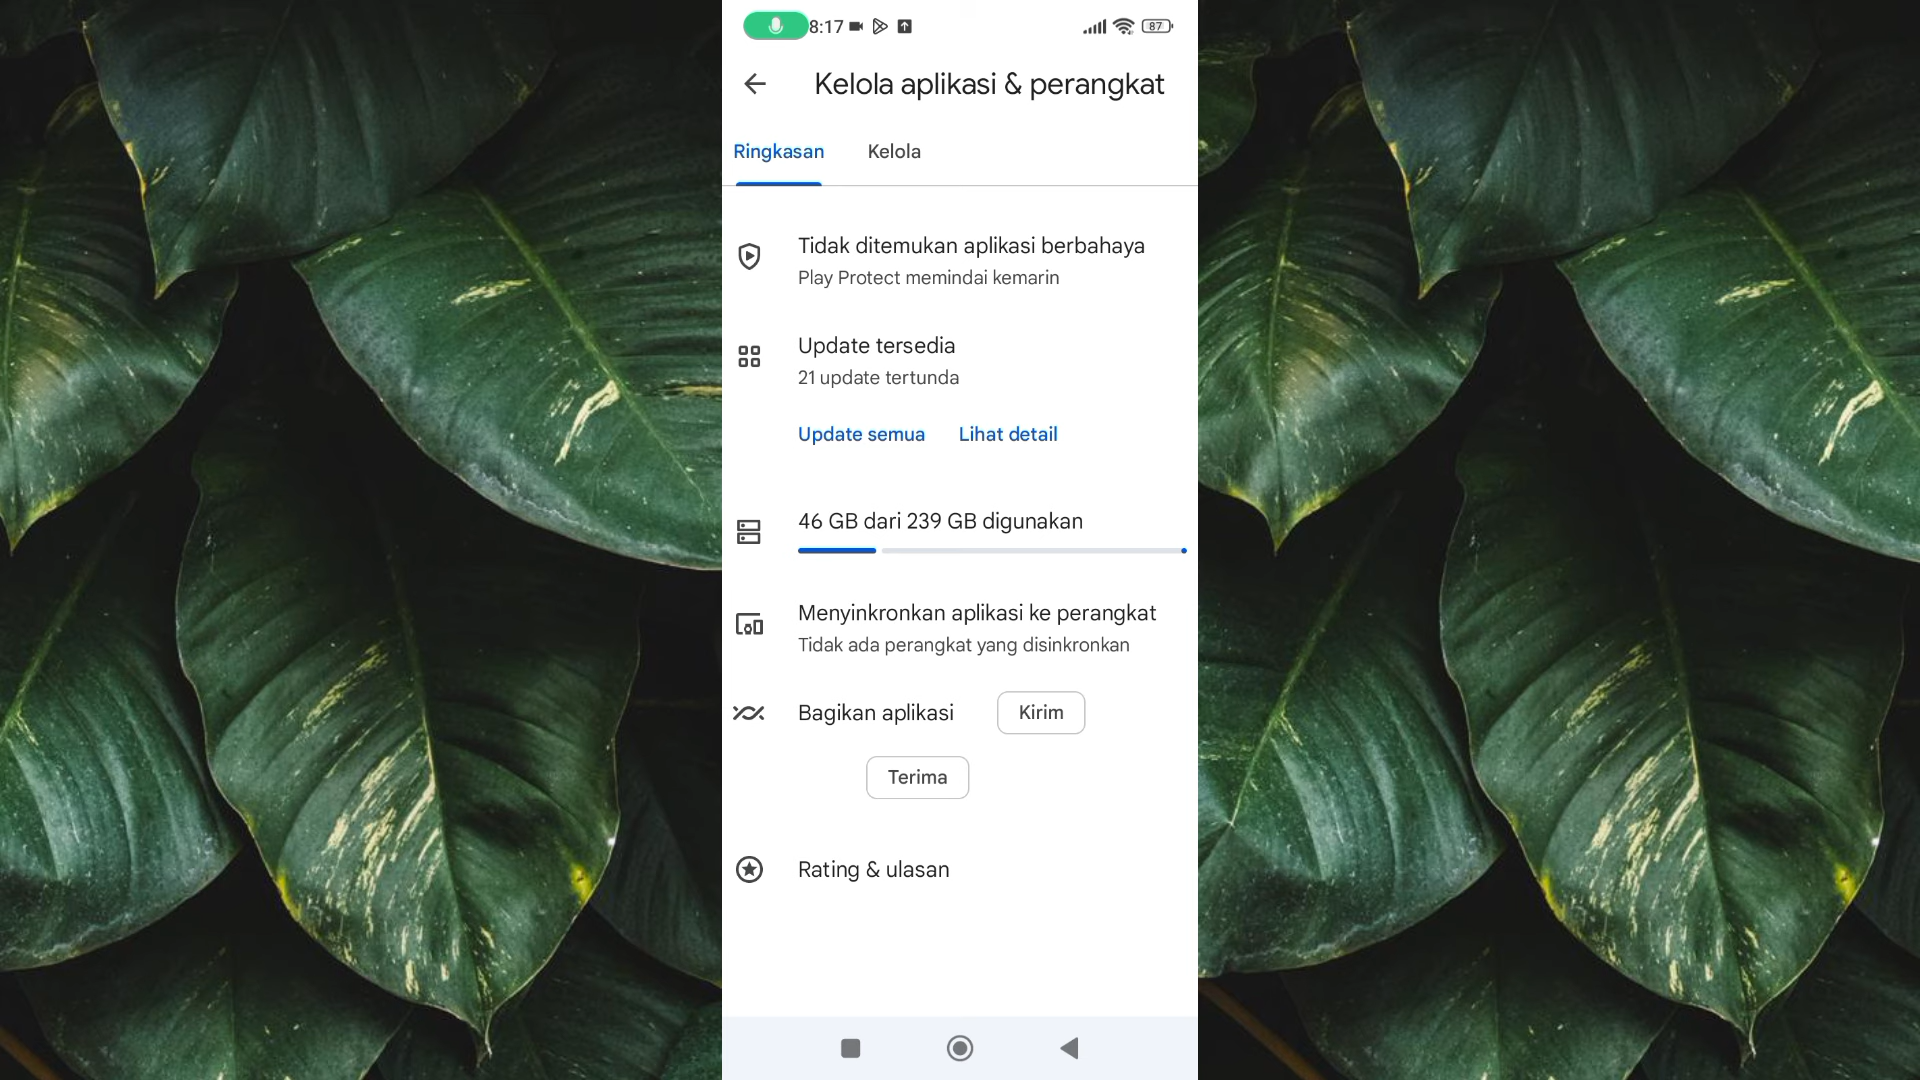 8:17
87
Kelola aplikasi & perangkat
Ringkasan Kelola
Tidak ditemukan aplikasi berbahaya
Play Protect memindai kemarin
Update tersedia
21 update tertunda
Update semua Lihat detail
46 GB dari 239 GB digunakan
Menyinkronkan aplikasi ke perangkat
Tidak ada perangkat yang disinkronkan
Bagikan aplikasi Kirim
Terima
Rating & ulasan